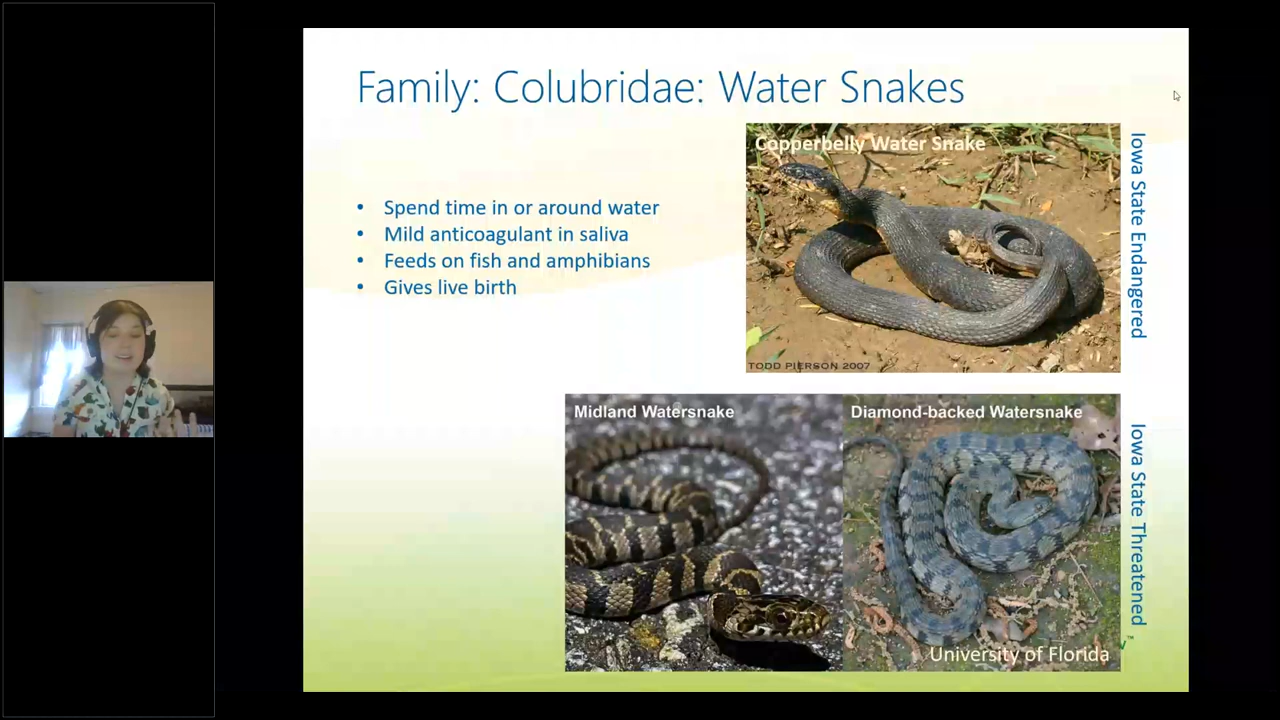 Family: Colubridae: Water Snakes
• Spend time in or around water
• Mild anticoagulant in saliva
• Feeds on fish and amphibians
• Gives live birth
Copperbelly Water Snake
TODD PIERSON 2007
Iowa State Endangered
Midland Watersnake
Diamond-backed Watersnake
University of Florida
Iowa State Threatened